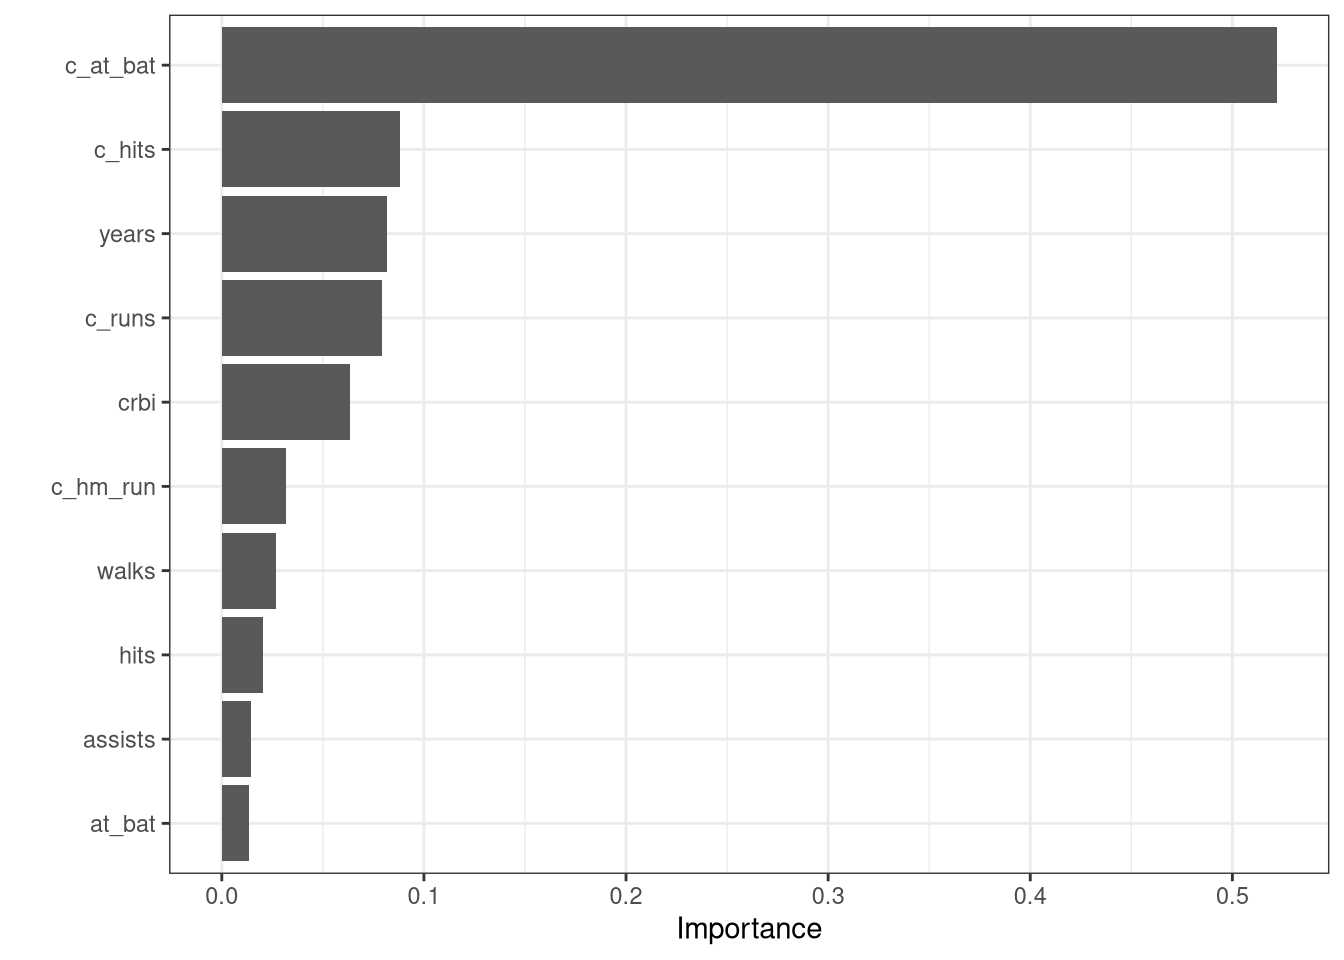 c_at_bat
c_hits
years
c_runs
crbi
c_hm_run
walks
hits
assists
at_bat
0.0 0.1 0.2 0.3 0.4 0.5
Importance